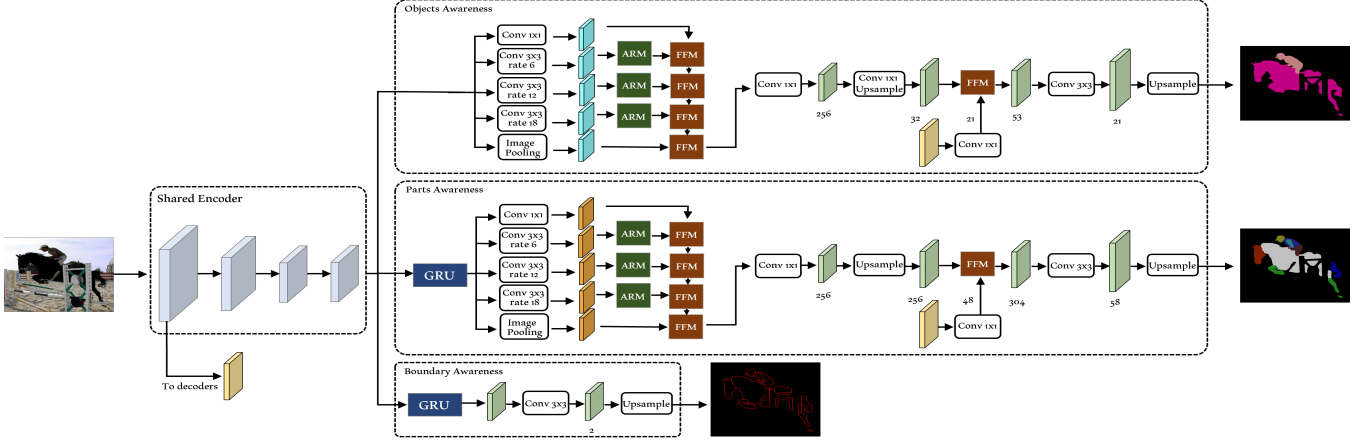 Objects Awareness
Conv 1x1
Conv 3x3
rate 6
Conv 3x3
rate 12
Conv 3x3
rate 18
Image
Pooling
ARM
ARM
ARM
FFM
FFM
FFM
FFM
FFM
Conv 1x1
256
Conv 1x1
Upsample
32
FFM
21
Conv 1x1
53
Conv 3x3
21
Upsample
Shared Encoder
To decoders
Parts Awareness
GRU
Conv 1x1
Conv 3x3
rate 6
Conv 3x3
rate 12
Conv 3x3
rate 18
Image
Pooling
ARM
ARM
ARM
FFM
FFM
FFM
FFM
FFM
Conv 1x1
256
Upsample
256
FFM
48
Conv 1x1
304
Conv 3x3
58
Upsample
Boundary Awareness
GRU
Conv 3x3
2
Upsample